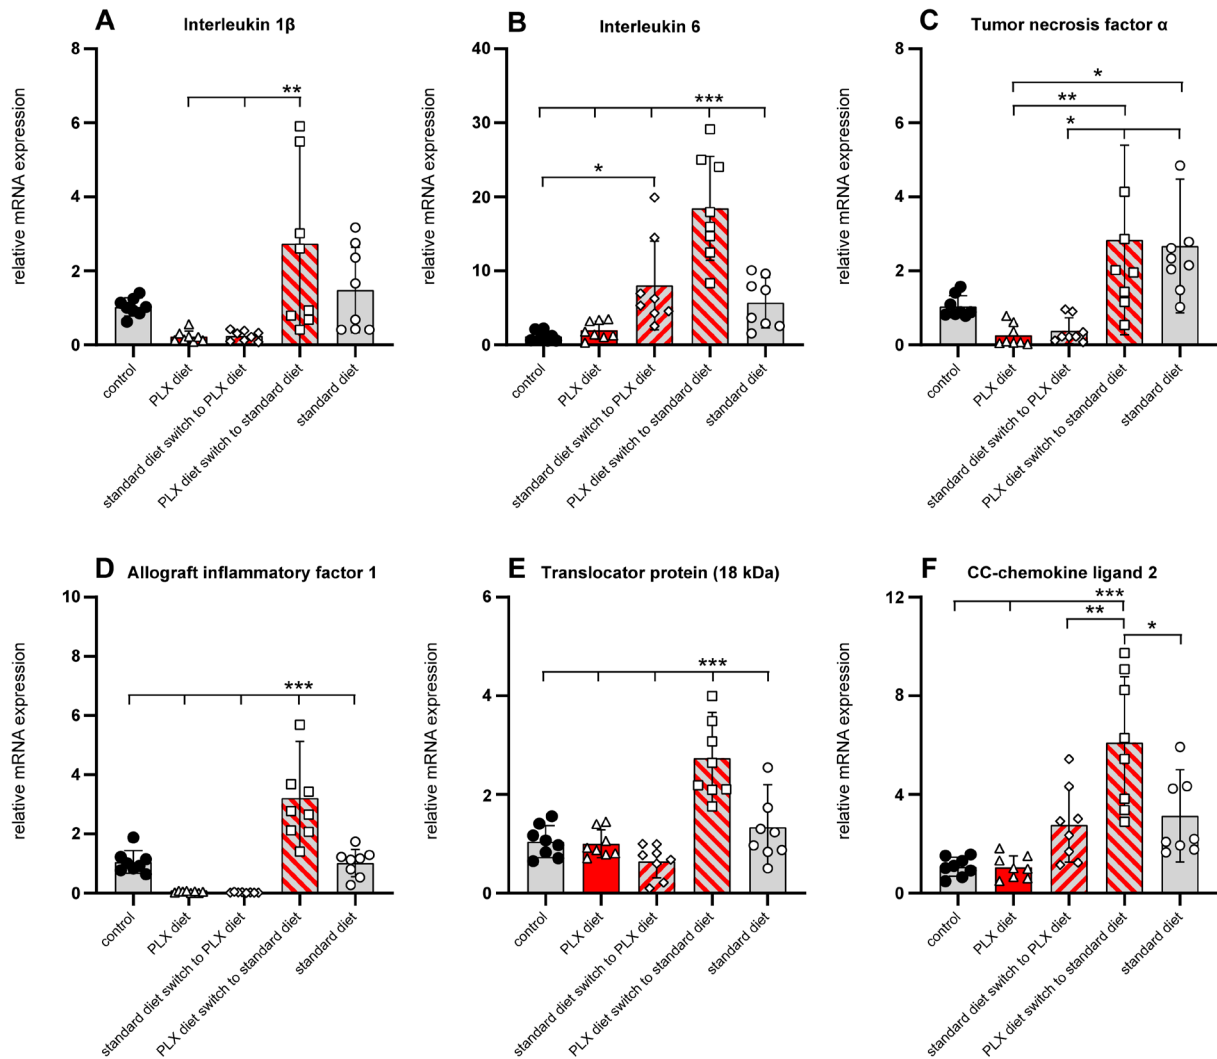 A
Interleukin 1β
relative mRNA expression
8
6
4
2
0
**
control
PLX diet
standard diet switch to PLX diet
PLX diet switch to standard diet
standard diet
B
Interleukin 6
relative mRNA expression
40
30
20
10
0
***
*
control
PLX diet
standard diet switch to PLX diet
PLX diet switch to standard diet
standard diet
C
Tumor necrosis factor α
relative mRNA expression
8
6
4
2
0
*
**
*
control
PLX diet
standard diet switch to PLX diet
PLX diet switch to standard diet
standard diet
D
Allograft inflammatory factor 1
relative mRNA expression
10
8
6
4
2
0
***
control
PLX diet
standard diet switch to PLX diet
PLX diet switch to standard diet
standard diet
E
Translocator protein (18 kDa)
relative mRNA expression
6
4
2
0
***
control
PLX diet
standard diet switch to PLX diet
PLX diet switch to standard diet
standard diet
F
CC-chemokine ligand 2
relative mRNA expression
12
8
4
0
***
**
*
control
PLX diet
standard diet switch to PLX diet
PLX diet switch to standard diet
standard diet